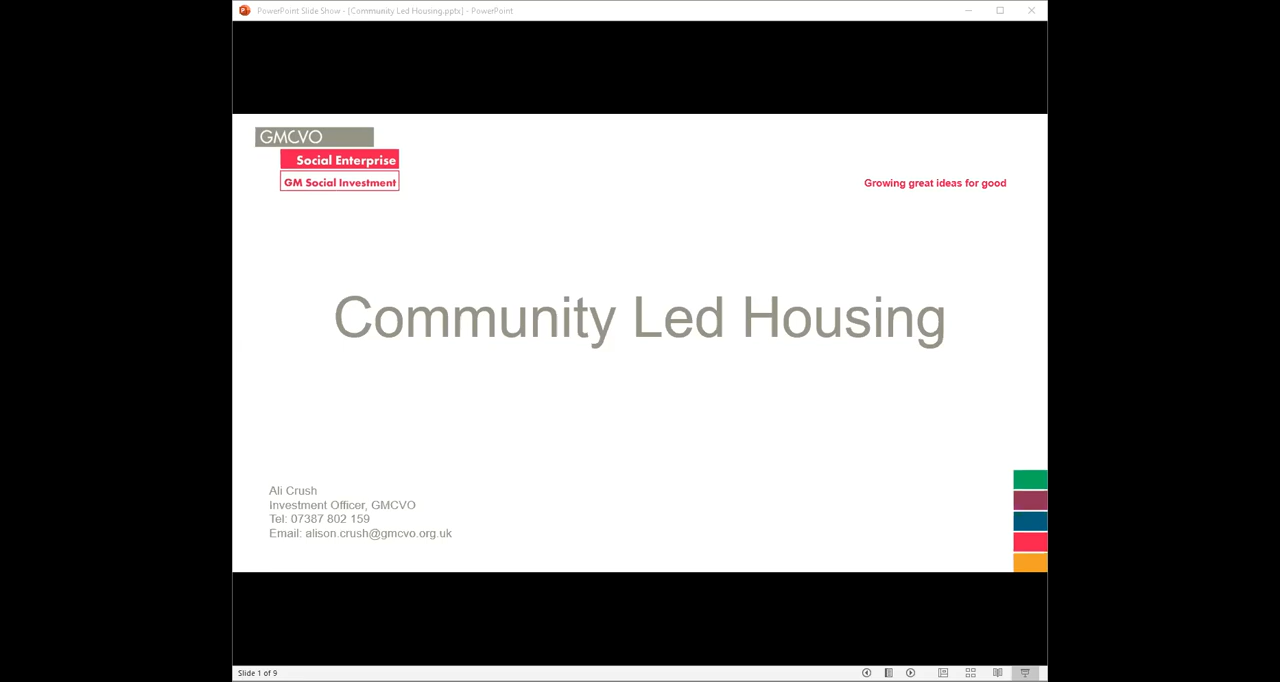 PowerPoint Slide Show - [Community Led Housing.pptx] - PowerPoint
GMCVO
Social Enterprise
GM Social Investment
Growing great ideas for good
Community Led Housing
Ali Crush
Investment Officer, GMCVO
Tel: 07387 802 159
Email: alison.crush@gmcvo.org.uk
Slide 1 of 9